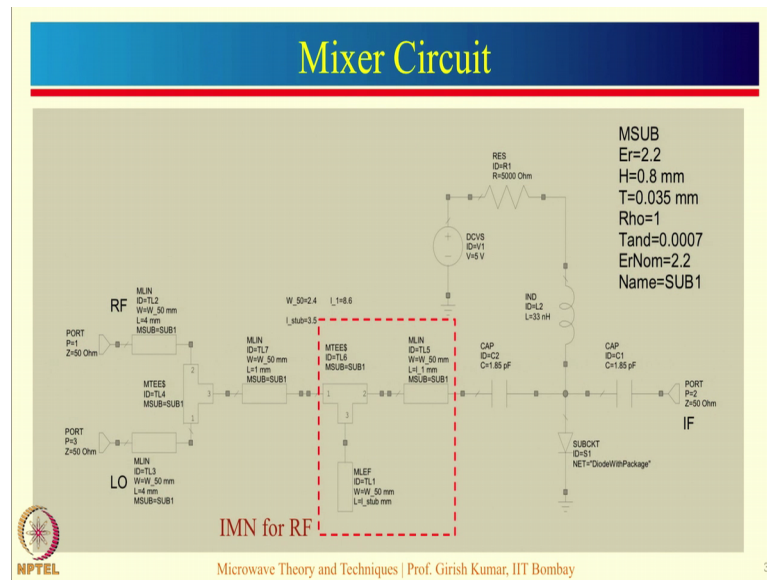 Mixer Circuit
MSUB
Er=2.2
H=0.8 mm
T=0.035 mm
Rho=1
Tand=0.0007
ErNom=2.2
Name=SUB1
RES
ID=R1
R=5000 Ohm
DCVS
ID=V1
V=5 V
IND
ID=L2
L=33 nH
W_50=2.4 l_1=8.6
l_stub=3.5
RF
MLIN
ID=TL2
W=W_50 mm
L=4 mm
MSUB=SUB1
PORT
P=1
Z=50 Ohm
2
MTEE$
ID=TL4
MSUB=SUB1
3
1
MLIN
ID=TL7
W=W_50 mm
L=1 mm
MSUB=SUB1
MTEE$
ID=TL6
MSUB=SUB1
1
2
3
MLIN
ID=TL5
W=W_50 mm
L=l_1 mm
MSUB=SUB1
CAP
ID=C2
C=1.85 pF
CAP
ID=C1
C=1.85 pF
PORT
P=2
Z=50 Ohm
IF
PORT
P=3
Z=50 Ohm
LO
MLIN
ID=TL3
W=W_50 mm
L=4 mm
MSUB=SUB1
MLEF
ID=TL1
W=W_50 mm
L=l_stub mm
SUBCKT
ID=S1
NET="DiodeWithPackage"
IMN for RF
NPTEL
Microwave Theory and Techniques | Prof. Girish Kumar, IIT Bombay
3